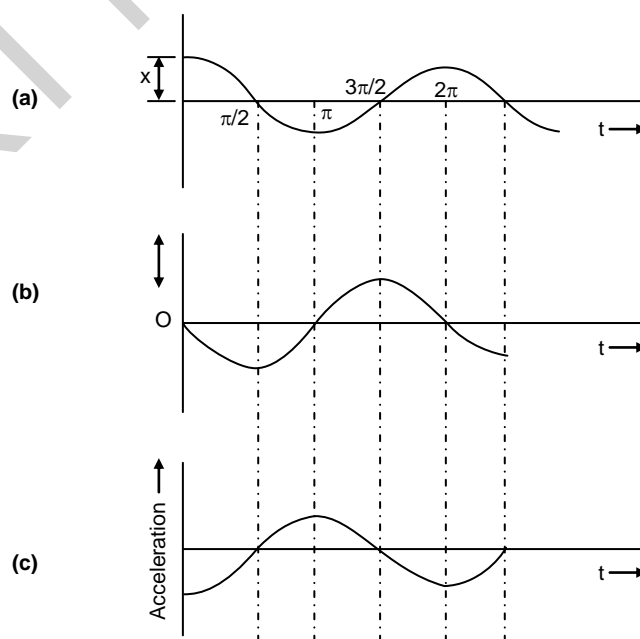 x
(a)
π/2
π
3π/2
2π
t
(b)
O
t
Acceleration
(c)
t